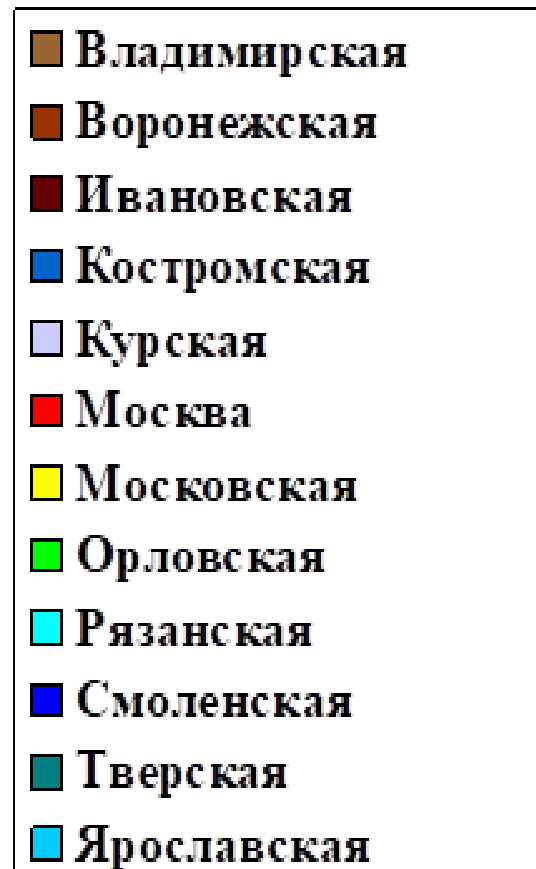 Владимирская
Воронежская
Ивановская
Костромская
Курская
Москва
Московская
Орловская
Рязанская
Смоленская
Тверская
Ярославская